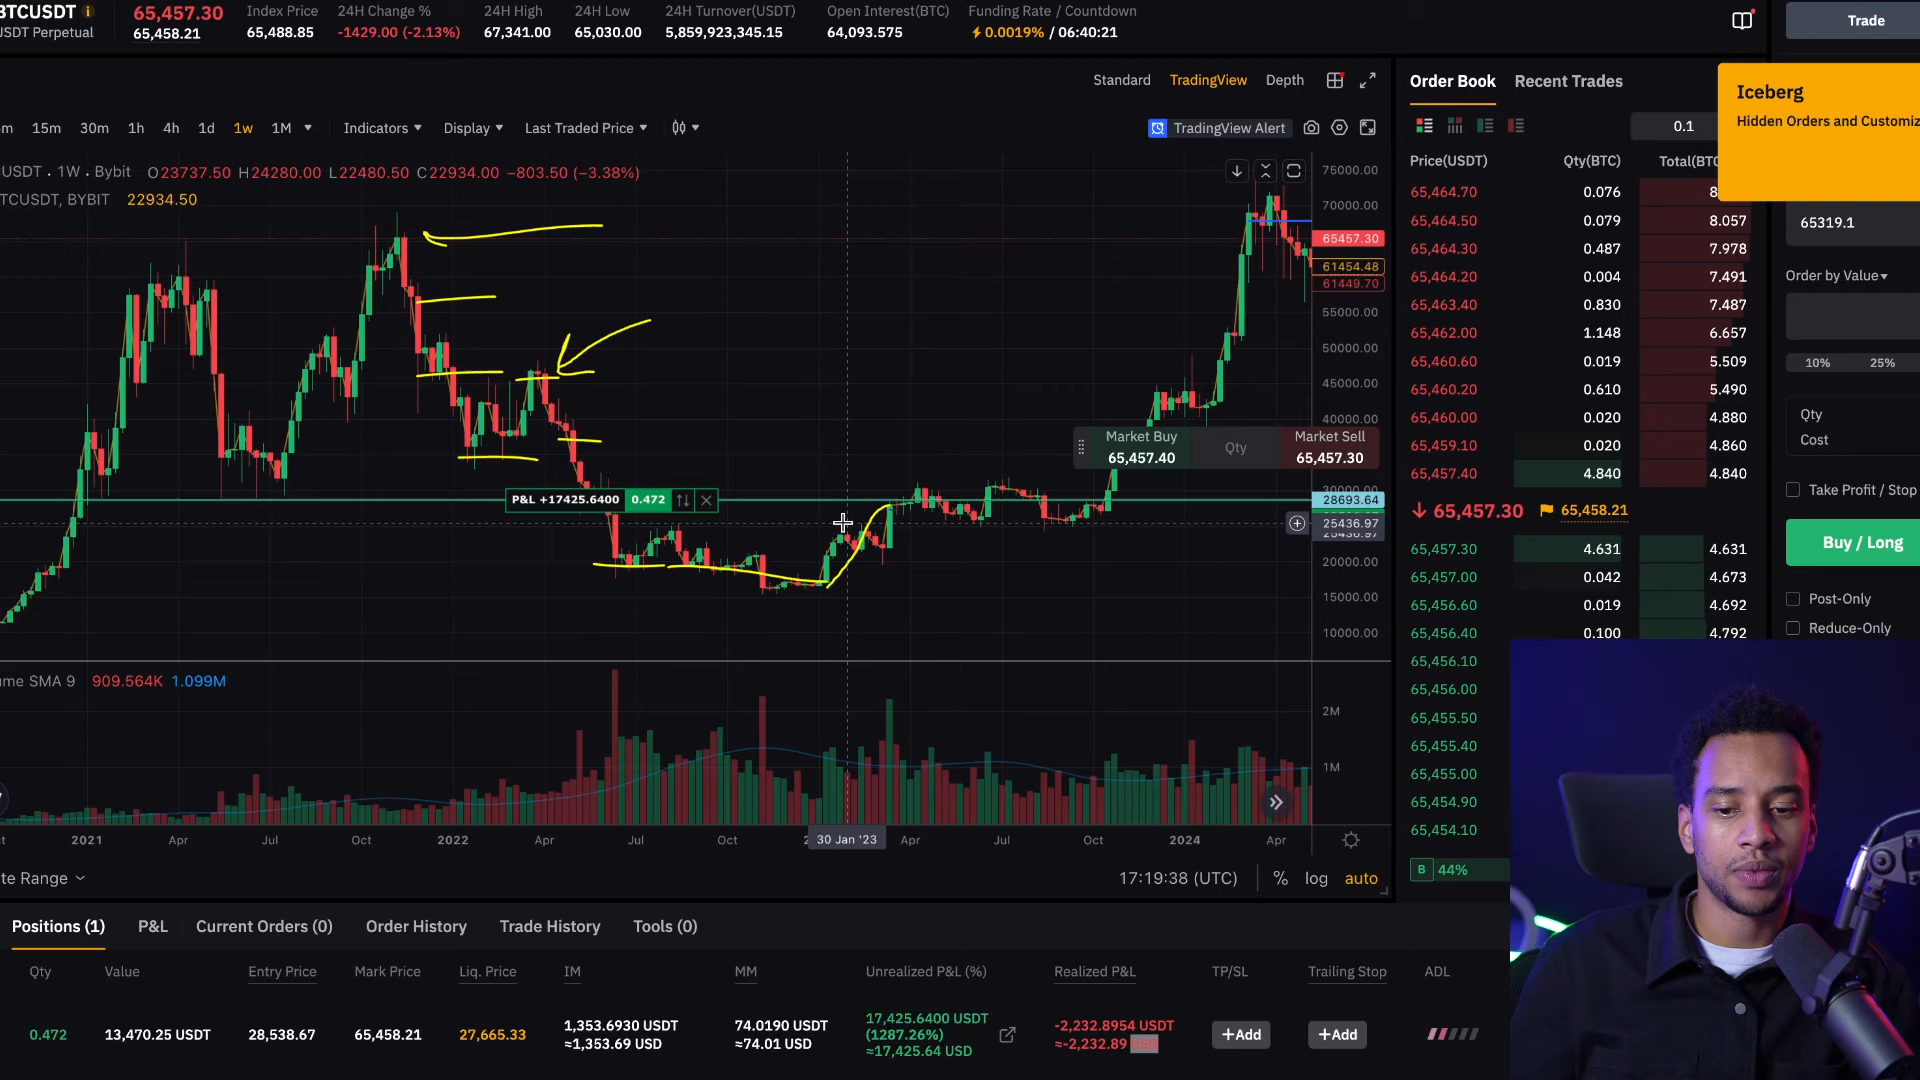 BTCUSDT
USDT Perpetual
65,457.30
65,458.21
Index Price
65,488.85
24H Change %
-1429.00 (-2.13%)
24H High
67,341.00
24H Low
65,030.00
24H Turnover(USDT)
5,859,923,345.15
Open Interest(BTC)
64,093.575
Funding Rate / Countdown
0.0019% / 06:40:21
Trade
Standard
TradingView
Depth
Order Book
Recent Trades
Iceberg
Hidden Orders and Customiz
m 15m 30m 1h 4h 1d 1w 1M
Indicators
Display
Last Traded Price
TradingView Alert
0.1
USDT · 1W · Bybit O23737.50 H24280.00 L22480.50 C22934.00 −803.50 (−3.38%)
TCUSDT, BYBIT 22934.50
75000.00
70000.00
65457.30
61454.48
61449.70
55000.00
50000.00
45000.00
40000.00
30000.00
28693.64
25436.97
25436.97
20000.00
15000.00
10000.00
Market Buy
65,457.40
Qty
Market Sell
65,457.30
P&L +17425.6400 0.472
ume SMA 9 909.564K 1.099M
2M
1M
2021 Apr Jul Oct 2022 Apr Jul Oct 2 30 Jan '23 Apr Jul Oct 2024 Apr
te Range
17:19:38 (UTC) % log auto
Price(USDT) Qty(BTC) Total(BTC
65,464.70 0.076 8
65,464.50 0.079 8.057
65,464.30 0.487 7.978
65,464.20 0.004 7.491
65,463.40 0.830 7.487
65,462.00 1.148 6.657
65,460.60 0.019 5.509
65,460.20 0.610 5.490
65,460.00 0.020 4.880
65,459.10 0.020 4.860
65,457.40 4.840 4.840
65,457.30 65,458.21
65,457.30 4.631 4.631
65,457.00 0.042 4.673
65,456.60 0.019 4.692
65,456.40 0.100 4.792
65,456.10
65,456.00
65,455.50
65,455.40
65,455.00
65,454.90
65,454.10
B 44%
65319.1
Order by Value
10% 25%
Qty
Cost
Take Profit / Stop
Buy / Long
Post-Only
Reduce-Only
Positions (1)
P&L
Current Orders (0)
Order History
Trade History
Tools (0)
Qty Value Entry Price Mark Price Liq. Price IM MM Unrealized P&L (%) Realized P&L TP/SL Trailing Stop ADL
0.472
13,470.25 USDT
28,538.67
65,458.21
27,665.33
1,353.6930 USDT
≈1,353.69 USD
74.0190 USDT
≈74.01 USD
17,425.6400 USDT
(1287.26%)
≈17,425.64 USD
-2,232.8954 USDT
≈-2,232.89 USD
+Add
+Add